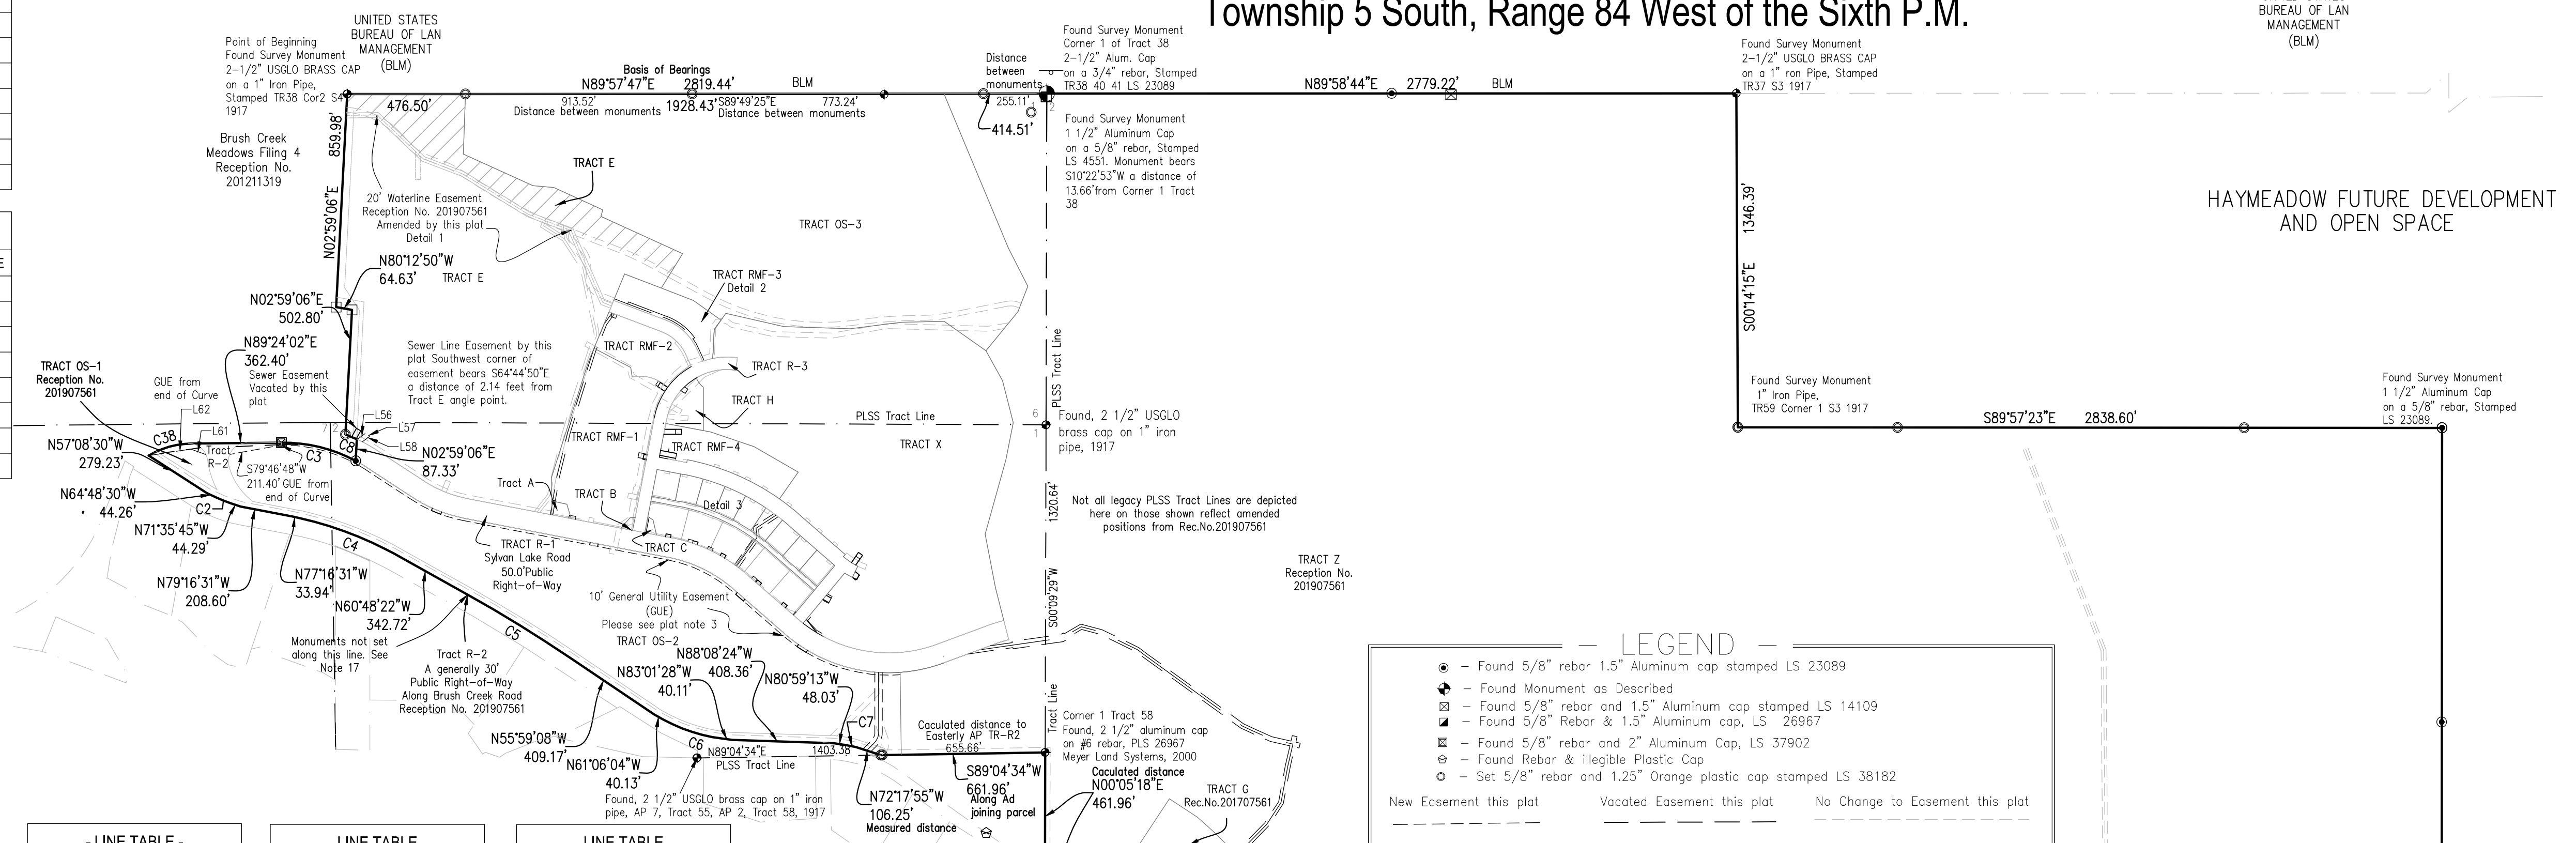 Township 5 South, Range 84 West of the Sixth P.M.
UNITED STATES
BUREAU OF LAN
MANAGEMENT
(BLM)
BUREAU OF LAN
MANAGEMENT
(BLM)
Point of Beginning
Found Survey Monument
2-1/2" USGLO BRASS CAP
on a 1" Iron Pipe,
Stamped TR38 Cor2 S4
1917
Basis of Bearings
N89°57'47"E 2819.44'
BLM
476.50'
913.52'
Distance between monuments
1928.43'
S89°49'25"E 773.24'
Distance between monuments
Distance
between
monuments
255.11'
414.51'
Found Survey Monument
Corner 1 of Tract 38
2-1/2" Alum. Cap
on a 3/4" rebar, Stamped
TR38 40 41 LS 23089
Found Survey Monument
1 1/2" Aluminum Cap
on a 5/8" rebar, Stamped
LS 4551. Monument bears
S10°22'53"W a distance of
13.66'from Corner 1 Tract
38
1
2
N89°58'44"E 2779.22' BLM
Found Survey Monument
2-1/2" USGLO BRASS CAP
on a 1" Iron Pipe, Stamped
TR37 S3 1917
S00°14'15"E 1346.39'
Found Survey Monument
1" Iron Pipe,
TR59 Corner 1 S3 1917
S89°57'23"E 2838.60'
Found Survey Monument
1 1/2" Aluminum Cap
on a 5/8" rebar, Stamped
LS 23089.
HAYMEADOW FUTURE DEVELOPMENT
AND OPEN SPACE
Brush Creek
Meadows Filing 4
Reception No.
201211319
N02°59'06"E 859.98'
20' Waterline Easement
Reception No. 201907561
Amended by this plat
Detail 1
TRACT E
TRACT OS-3
N80°12'50"W
64.63'
TRACT E
TRACT RMF-3
Detail 2
N02°59'06"E
502.80'
N89°24'02"E
362.40'
Sewer Easement
Vacated by this
plat
Sewer Line Easement by this
plat Southwest corner of
easement bears S64°44'50"E
a distance of 2.14 feet from
Tract E angle point.
TRACT RMF-2
TRACT R-3
TRACT H
TRACT OS-1
Reception No.
201907561
GUE from
end of Curve
L62
L61
L56
L57
L58
7
2
C38
C3
C8
N57°08'30"W
279.23'
Tract
R-2
S79°46'48"W
211.40' GUE from
end of Curve
N02°59'06"E
87.33'
TRACT RMF-1
TRACT RMF-4
PLSS Tract Line
TRACT X
PLSS Tract Line
6
1
Found, 2 1/2" USGLO
brass cap on 1" iron
pipe, 1917
N64°48'30"W
44.26'
C2
N71°35'45"W
44.29'
N79°16'31"W
208.60'
N77°16'31"W
33.94'
C4
N60°48'22"W
342.72'
Monuments not set
along this line. See
Note 17
Tract A
TRACT B
TRACT C
Detail 3
TRACT R-1
Sylvan Lake Road
50.0'Public
Right-of-Way
10' General Utility Easement
(GUE)
Please see plat note 3
TRACT OS-2
1320.64'
S00°09'29"W
Not all legacy PLSS Tract Lines are depicted
here on those shown reflect amended
positions from Rec.No.201907561
TRACT Z
Reception No.
201907561
C5
Tract R-2
A generally 30'
Public Right-of-Way
Along Brush Creek Road
Reception No. 201907561
N83°01'28"W
40.11'
N88°08'24"W
408.36'
N80°59'13"W
48.03'
C7
N55°59'08"W
409.17'
N61°06'04"W
40.13'
C6
N89°04'34"E 1403.38'
PLSS Tract Line
Found, 2 1/2" USGLO brass cap on 1" iron
pipe, AP 7, Tract 55, AP 2, Tract 58, 1917
N72°17'55"W
106.25'
Measured distance
Caculated distance to
Easterly AP TR-R2
655.66'
S89°04'34"W
661.96'
Along Ad
joining parcel
Tract Line
Corner 1 Tract 58
Found, 2 1/2" aluminum cap
on #6 rebar, PLS 26967
Meyer Land Systems, 2000
Caculated distance
N00°05'18"E
461.96'
TRACT G
Rec.No.201707561
LEGEND
– Found 5/8" rebar 1.5" Aluminum cap stamped LS 23089
– Found Monument as Described
– Found 5/8" rebar and 1.5" Aluminum cap stamped LS 14109
– Found 5/8" Rebar & 1.5" Aluminum cap, LS 26967
– Found 5/8" rebar and 2" Aluminum Cap, LS 37902
– Found Rebar & illegible Plastic Cap
– Set 5/8" rebar and 1.25" Orange plastic cap stamped LS 38182
New Easement this plat
Vacated Easement this plat
No Change to Easement this plat
LINE TABLE
LINE TABLE
LINE TABLE